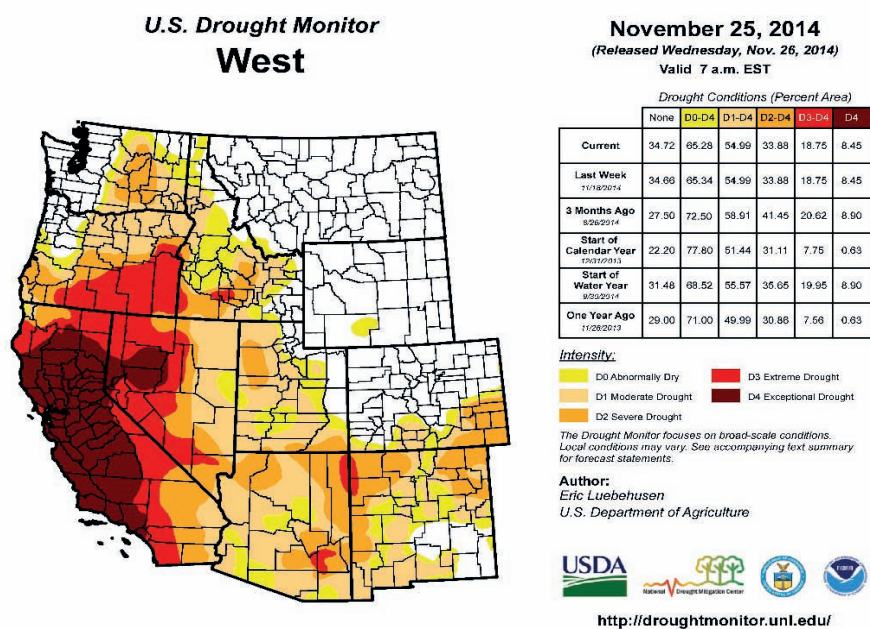 U.S. Drought Monitor
West
November 25, 2014
(Released Wednesday, Nov. 26, 2014)
Valid 7 a.m. EST
Drought Conditions (Percent Area)
None D0-D4 D1-D4 D2-D4 D3-D4 D4
Current 34.72 65.28 54.99 33.88 18.75 8.45
Last Week 11/18/2014 34.66 65.34 54.99 33.88 18.75 8.45
3 Months Ago 8/26/2014 27.50 72.50 58.91 41.45 20.62 8.90
Start of Calendar Year 12/31/2013 22.20 77.80 51.44 31.11 7.75 0.63
Start of Water Year 9/30/2014 31.48 68.52 55.57 35.65 19.95 8.90
One Year Ago 11/26/2013 29.00 71.00 49.99 30.86 7.56 0.63
Intensity:
D0 Abnormally Dry
D1 Moderate Drought
D2 Severe Drought
D3 Extreme Drought
D4 Exceptional Drought
The Drought Monitor focuses on broad-scale conditions.
Local conditions may vary. See accompanying text summary
for forecast statements.
Author:
Eric Luebehusen
U.S. Department of Agriculture
USDA
National Drought Mitigation Center
http://droughtmonitor.unl.edu/